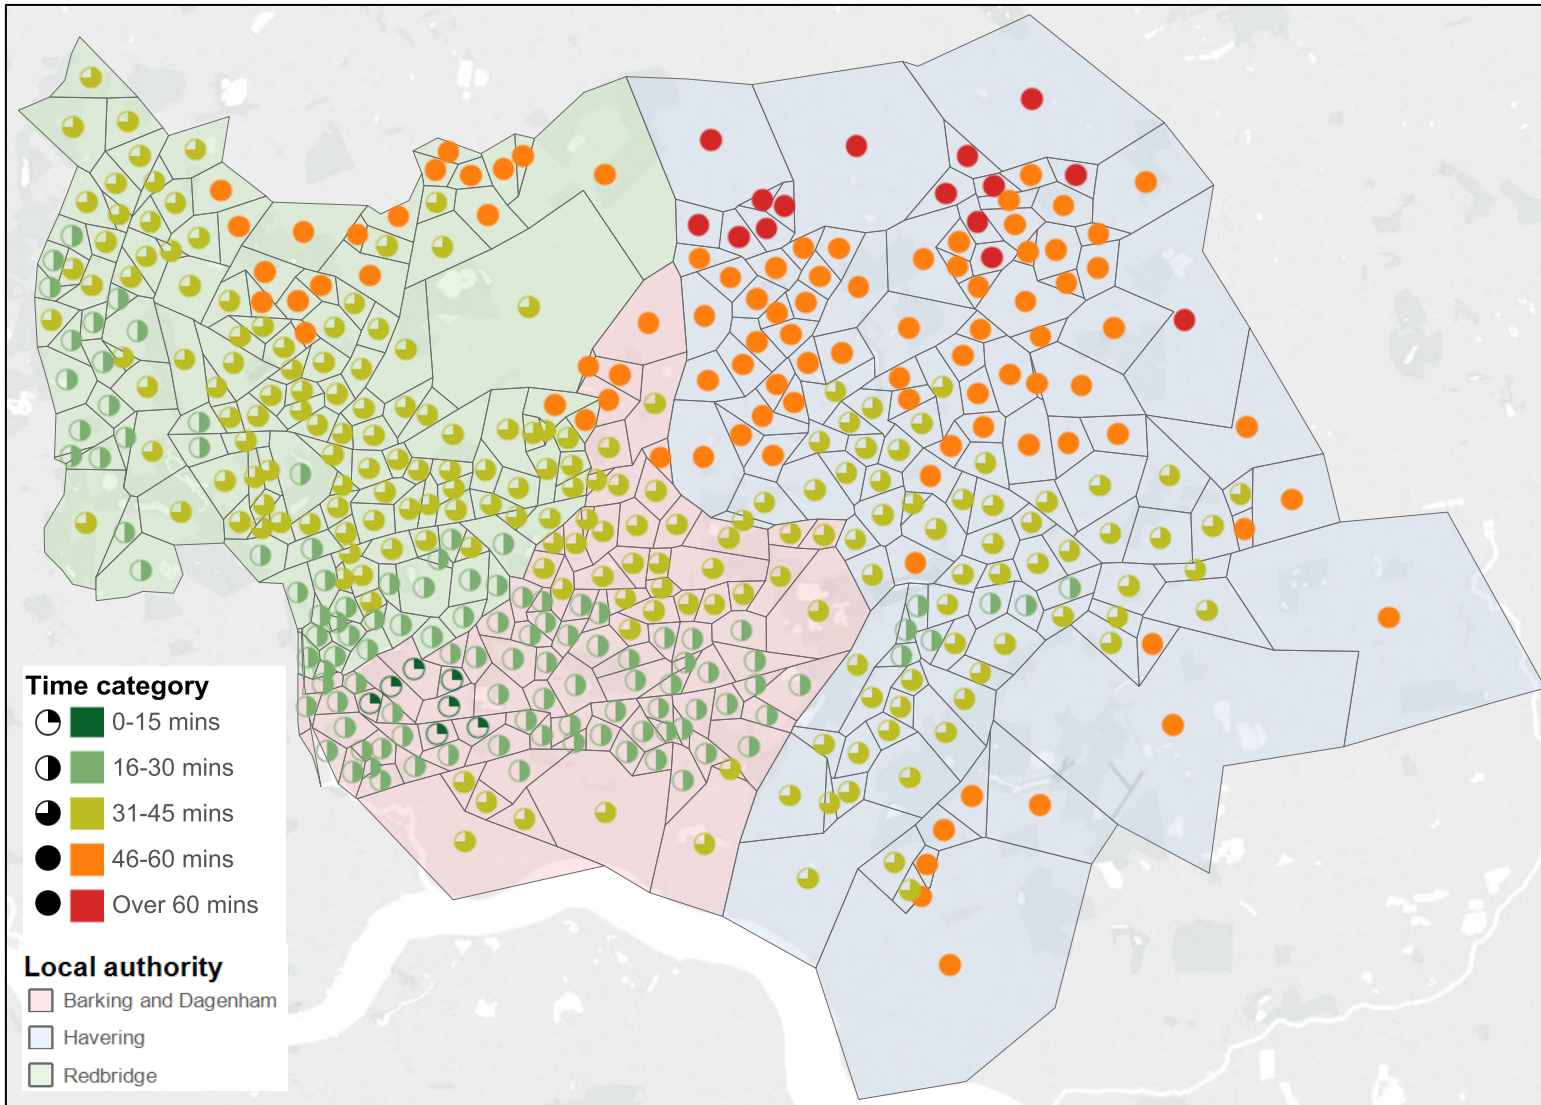 Time category
0-15 mins
16-30 mins
31-45 mins
46-60 mins
Over 60 mins
Local authority
Barking and Dagenham
Havering
Redbridge